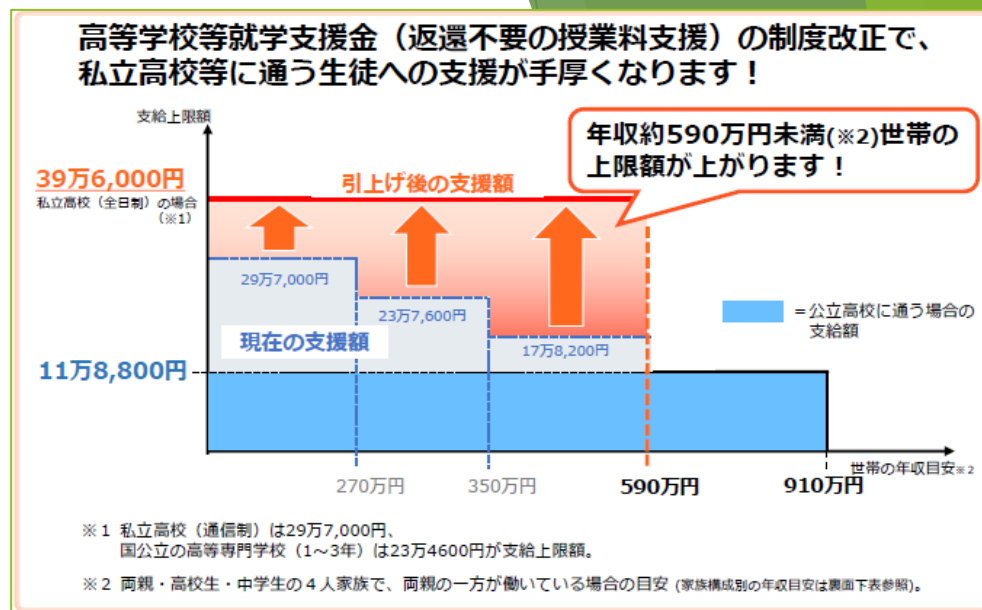 高等学校等就学支援金（返還不要の授業料支援）の制度改正で、
私立高校等に通う生徒への支援が手厚くなります！
支給上限額
年収約590万円未満(※2)世帯の
上限額が上がります！
39万6,000円
私立高校（全日制）の場合
（※1）
引上げ後の支援額
29万7,000円
23万7,600円
17万8,200円
現在の支援額
＝公立高校に通う場合の
支給額
11万8,800円
世帯の年収目安※2
270万円
350万円
590万円
910万円
※１ 私立高校（通信制）は29万7,000円、
国公立の高等専門学校（1～3年）は23万4600円が支給上限額。
※２ 両親・高校生・中学生の４人家族で、両親の一方が働いている場合の目安 (家族構成別の年収目安は裏面下表参照)。